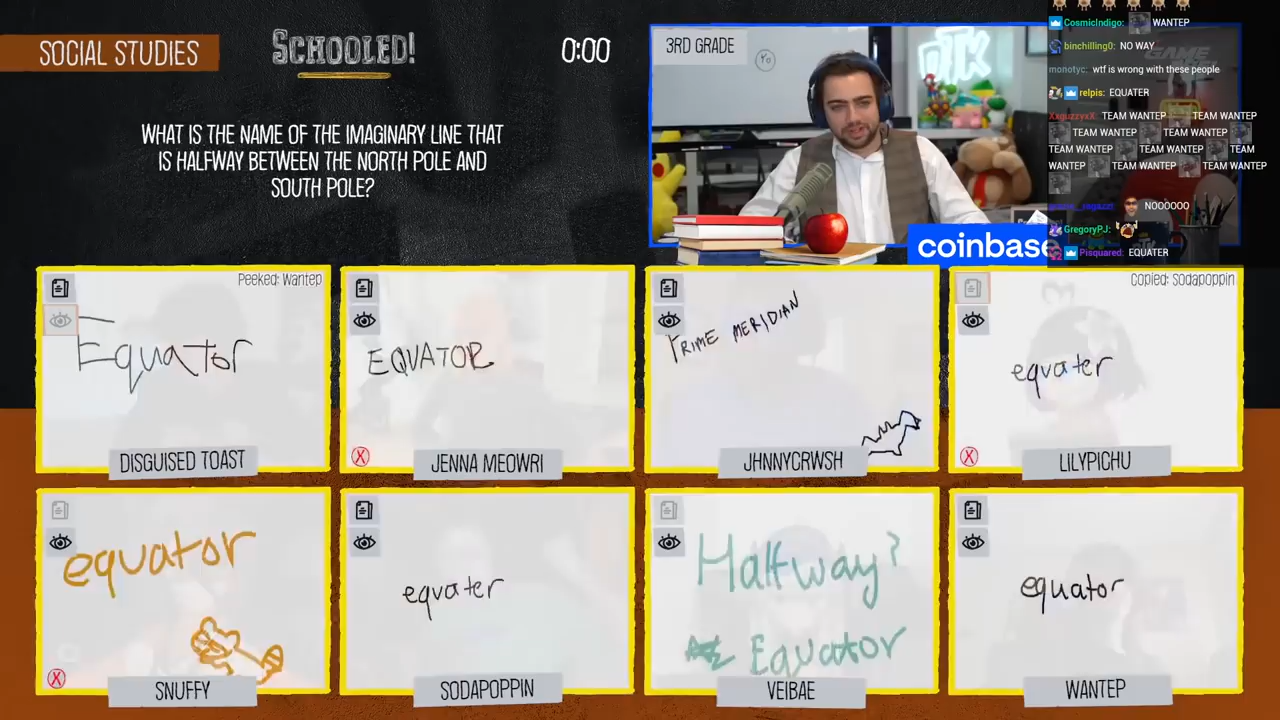 SOCIAL STUDIES
SCHOOLED!
0:00
WHAT IS THE NAME OF THE IMAGINARY LINE THAT
IS HALFWAY BETWEEN THE NORTH POLE AND
SOUTH POLE?
3RD GRADE
OTK
GAME
coinbase
CosmicIndigo: WANTEP
binchilling0: NO WAY
monotyc: wtf is wrong with these people
relpis: EQUATER
XxguzzyxX: TEAM WANTEP TEAM WANTEP
TEAM WANTEP TEAM WANTEP
TEAM WANTEP TEAM WANTEP TEAM
WANTEP TEAM WANTEP TEAM WANTEP
NOOOOOO
GregoryPJ:
Pisquared: EQUATER
Peeked: Wantep
Equator
DISGUISED TOAST
EQUATOR
X
JENNA MEOWRI
PRIME MERIDIAN
JHNNYCRWSH
Copied: Sodapoppin
equater
X
LILYPICHU
equator
X
SNUFFY
equater
SODAPOPPIN
Halfway?
Equator
VEIBAE
equator
WANTEP